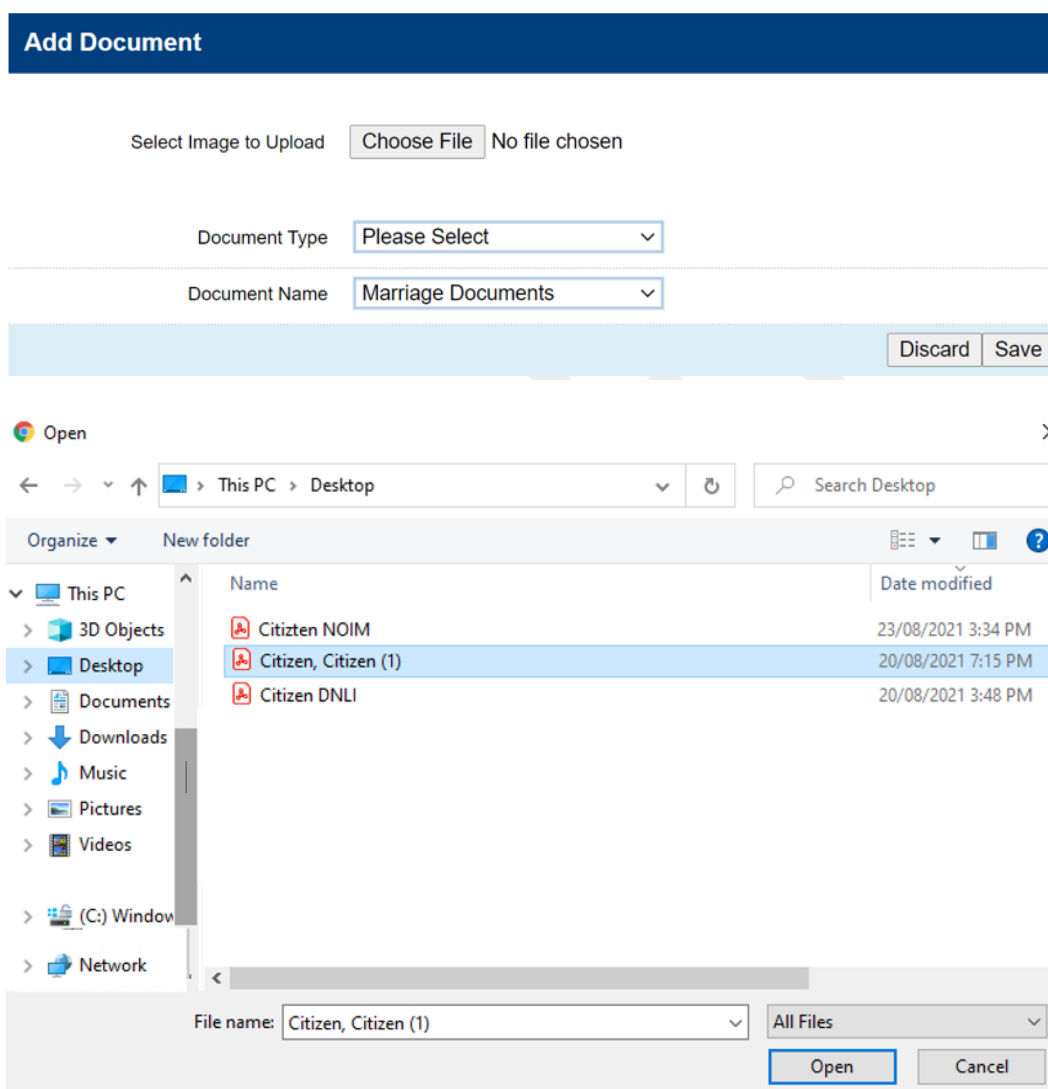 Add Document
Select Image to Upload Choose File No file chosen
Document Type Please Select
Document Name Marriage Documents
Discard Save
Open
This PC Desktop Search Desktop
Organize New folder
Name Date modified
This PC
3D Objects
Desktop
Documents
Downloads
Music
Pictures
Videos
(C:) Window
Network
Citizten NOIM 23/08/2021 3:34 PM
Citizen, Citizen (1) 20/08/2021 7:15 PM
Citizen DNLI 20/08/2021 3:48 PM
File name: Citizen, Citizen (1) All Files
Open Cancel